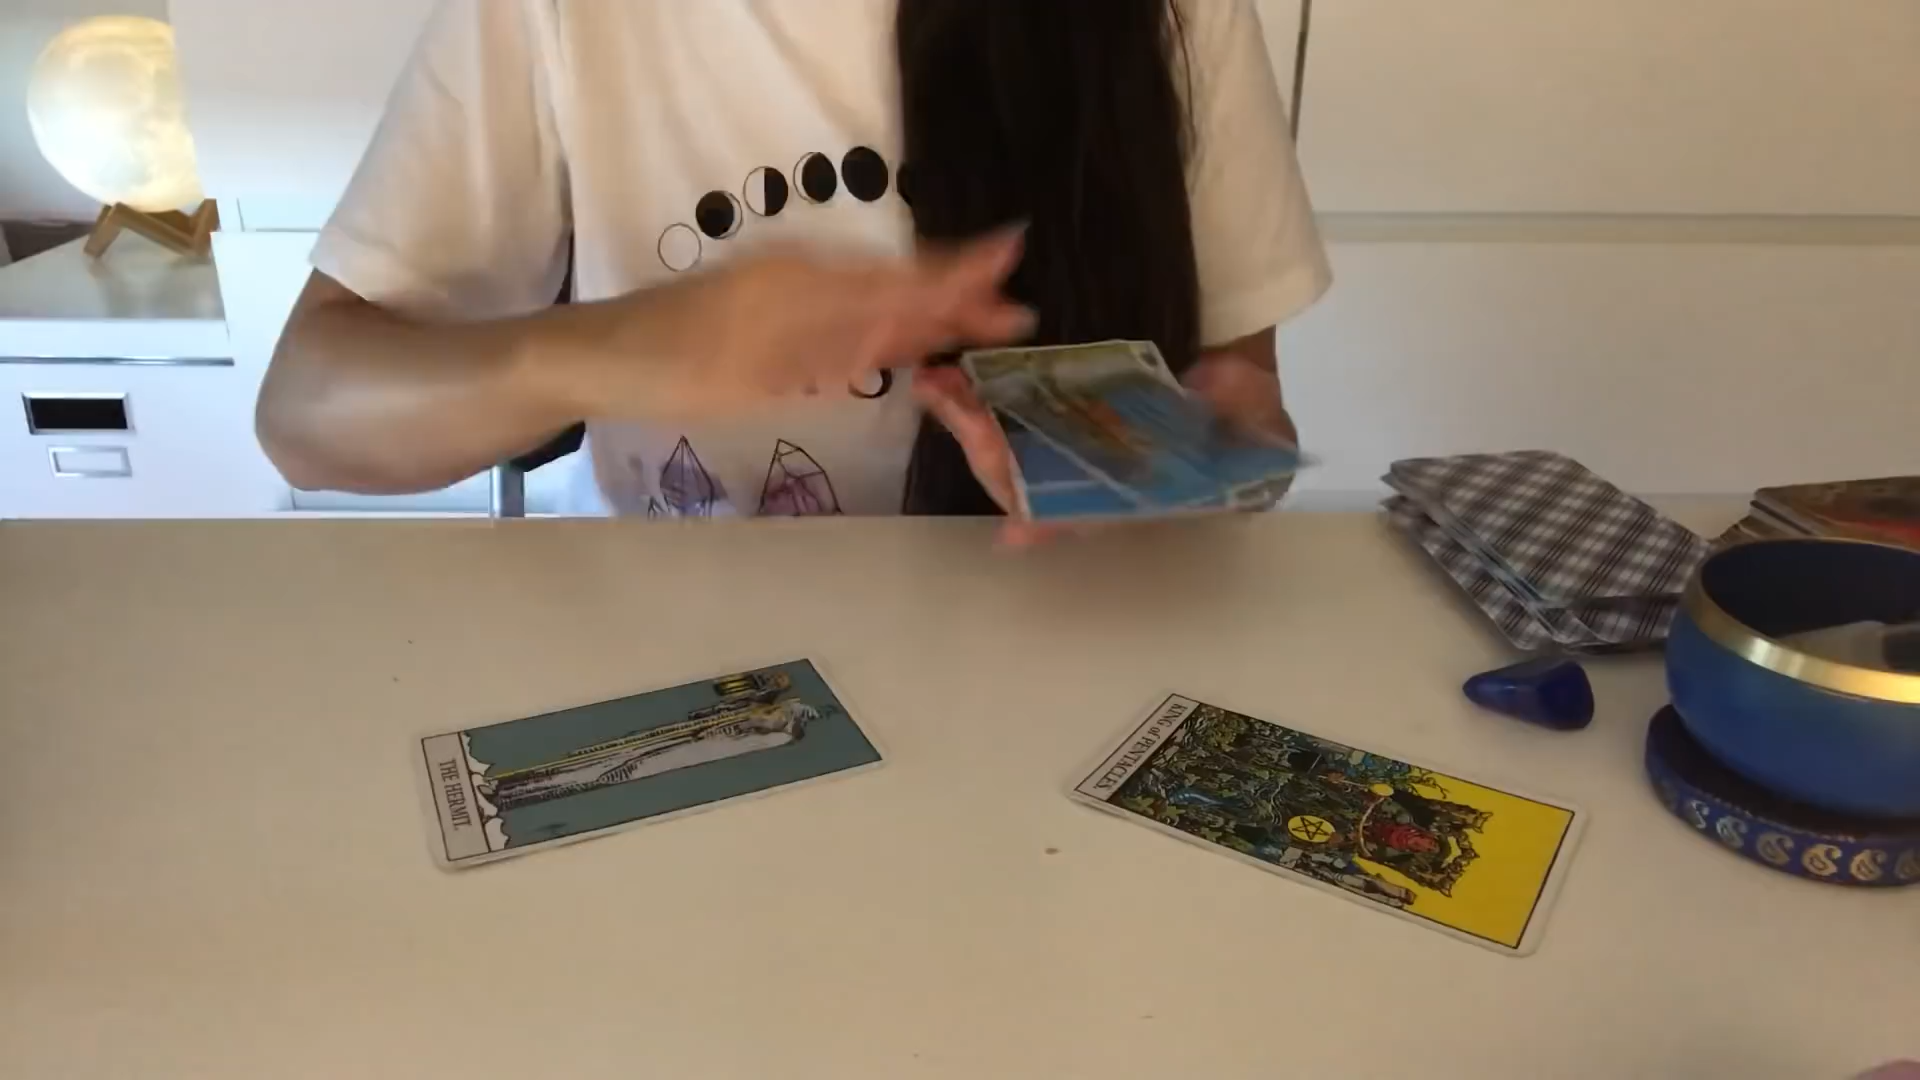 THE HERMIT.
KING of PENTACLES.